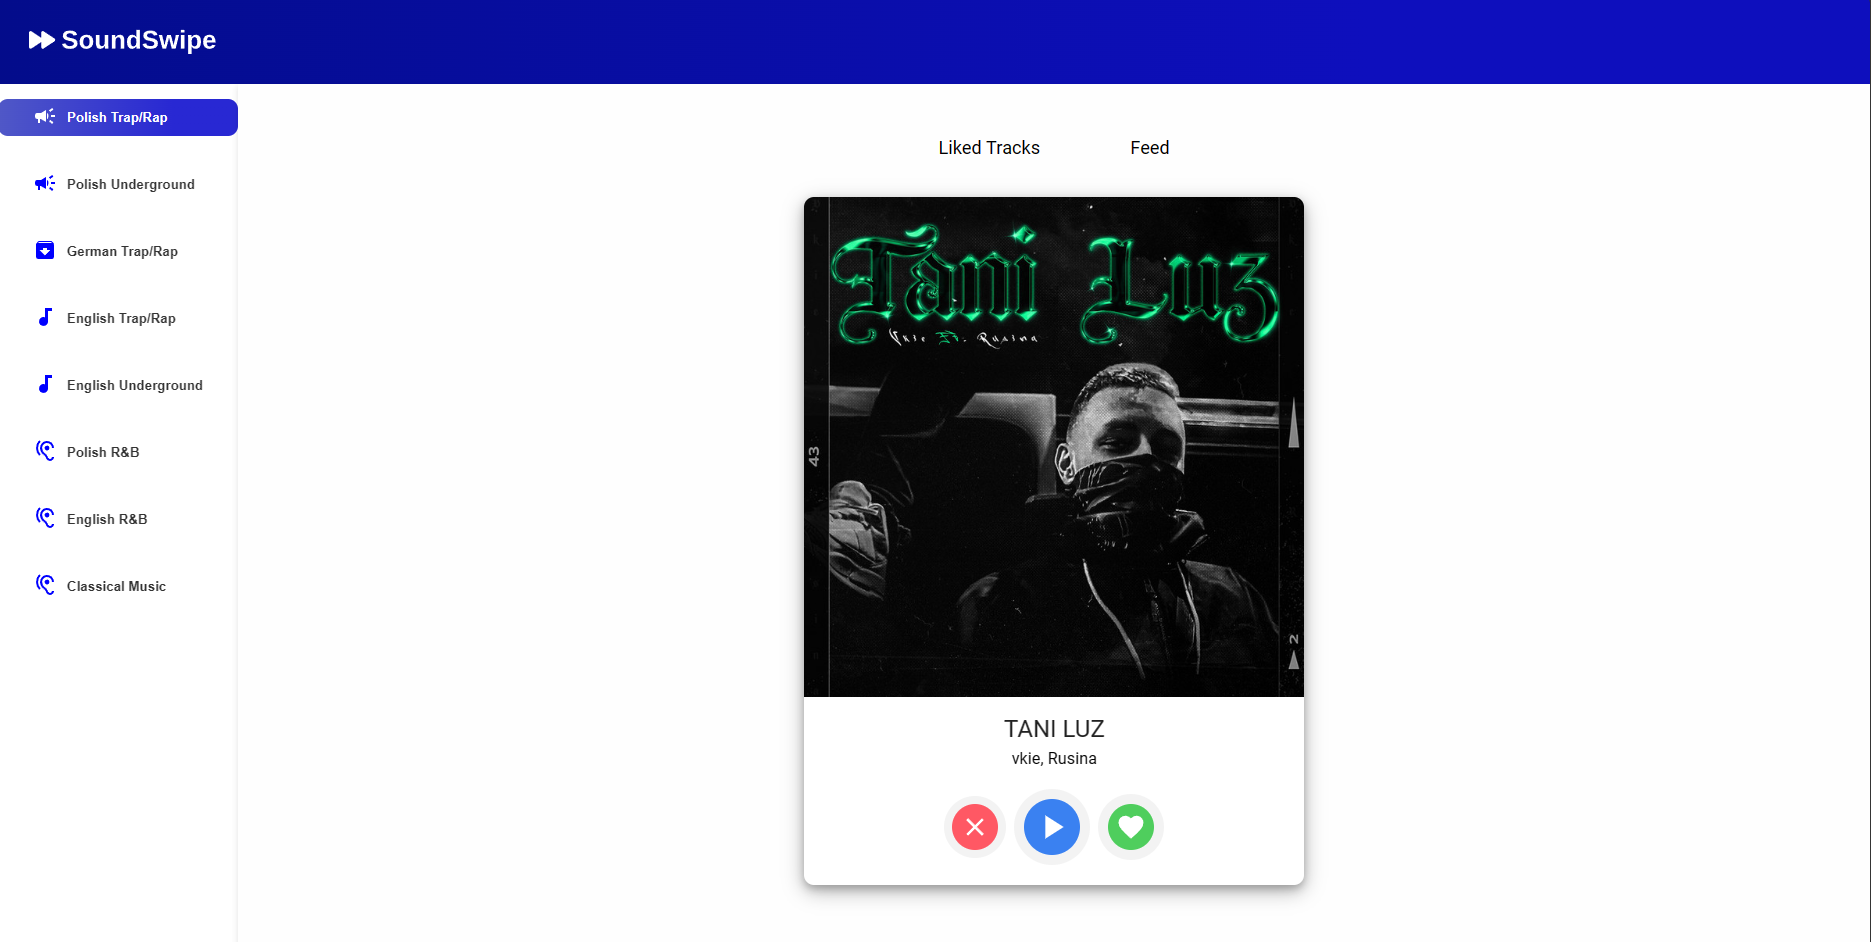 SoundSwipe
Polish Trap/Rap
Polish Underground
German Trap/Rap
English Trap/Rap
English Underground
Polish R&B
English R&B
Classical Music
Liked Tracks
Feed
Tani Luz
Vkie Ft. Rusina
43
2
TANI LUZ
vkie, Rusina